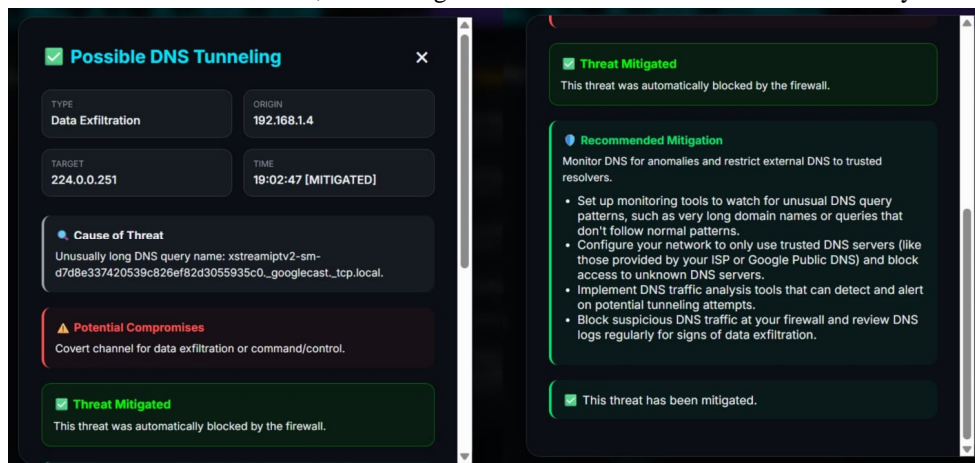 Possible DNS Tunneling
TYPE
Data Exfiltration
ORIGIN
192.168.1.4
TARGET
224.0.0.251
TIME
19:02:47 [MITIGATED]
Cause of Threat
Unusually long DNS query name: xstreamiptv2-sm-
d7d8e337420539c826ef82d3055935c0._googlecast._tcp.local.
Potential Compromises
Covert channel for data exfiltration or command/control.
Threat Mitigated
This threat was automatically blocked by the firewall.
Threat Mitigated
This threat was automatically blocked by the firewall.
Recommended Mitigation
Monitor DNS for anomalies and restrict external DNS to trusted
resolvers.
• Set up monitoring tools to watch for unusual DNS query
patterns, such as very long domain names or queries that
don't follow normal patterns.
• Configure your network to only use trusted DNS servers (like
those provided by your ISP or Google Public DNS) and block
access to unknown DNS servers.
• Implement DNS traffic analysis tools that can detect and alert
on potential tunneling attempts.
• Block suspicious DNS traffic at your firewall and review DNS
logs regularly for signs of data exfiltration.
This threat has been mitigated.